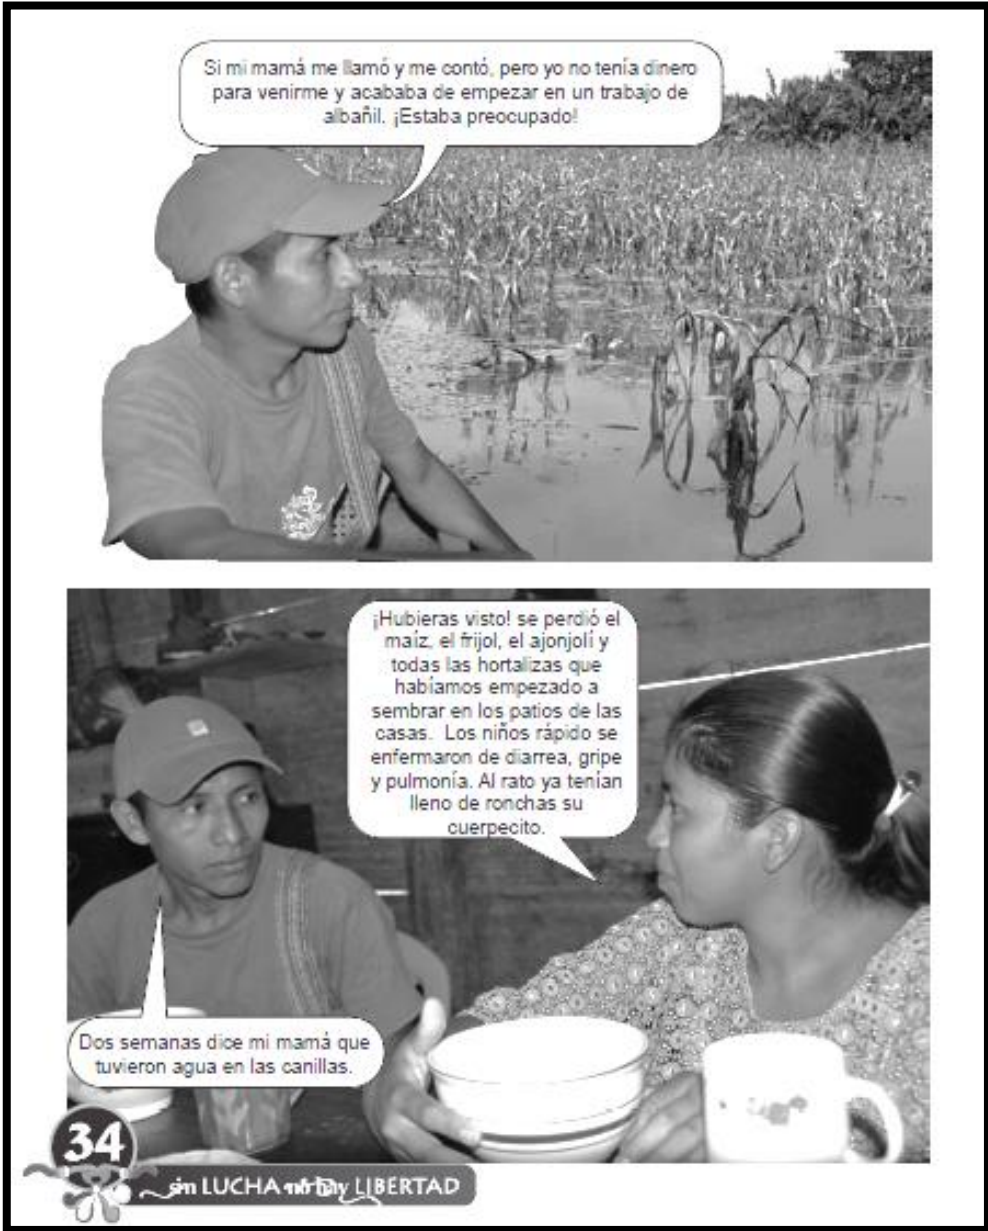 Si mi mamá me llamó y me contó, pero yo no tenía dinero
para venirme y acababa de empezar en un trabajo de
albañil. ¡Estaba preocupado!
¡Hubieras visto! se perdió el
maíz, el frijol, el ajonjolí y
todas las hortalizas que
habíamos empezado a
sembrar en los patios de las
casas. Los niños rápido se
enfermaron de diarrea, gripe
y pulmonía. Al rato ya tenían
lleno de ronchas su
cuerpecito.
Dos semanas dice mi mamá que
tuvieron agua en las canillas.
34
sin LUCHA no hay LIBERTAD